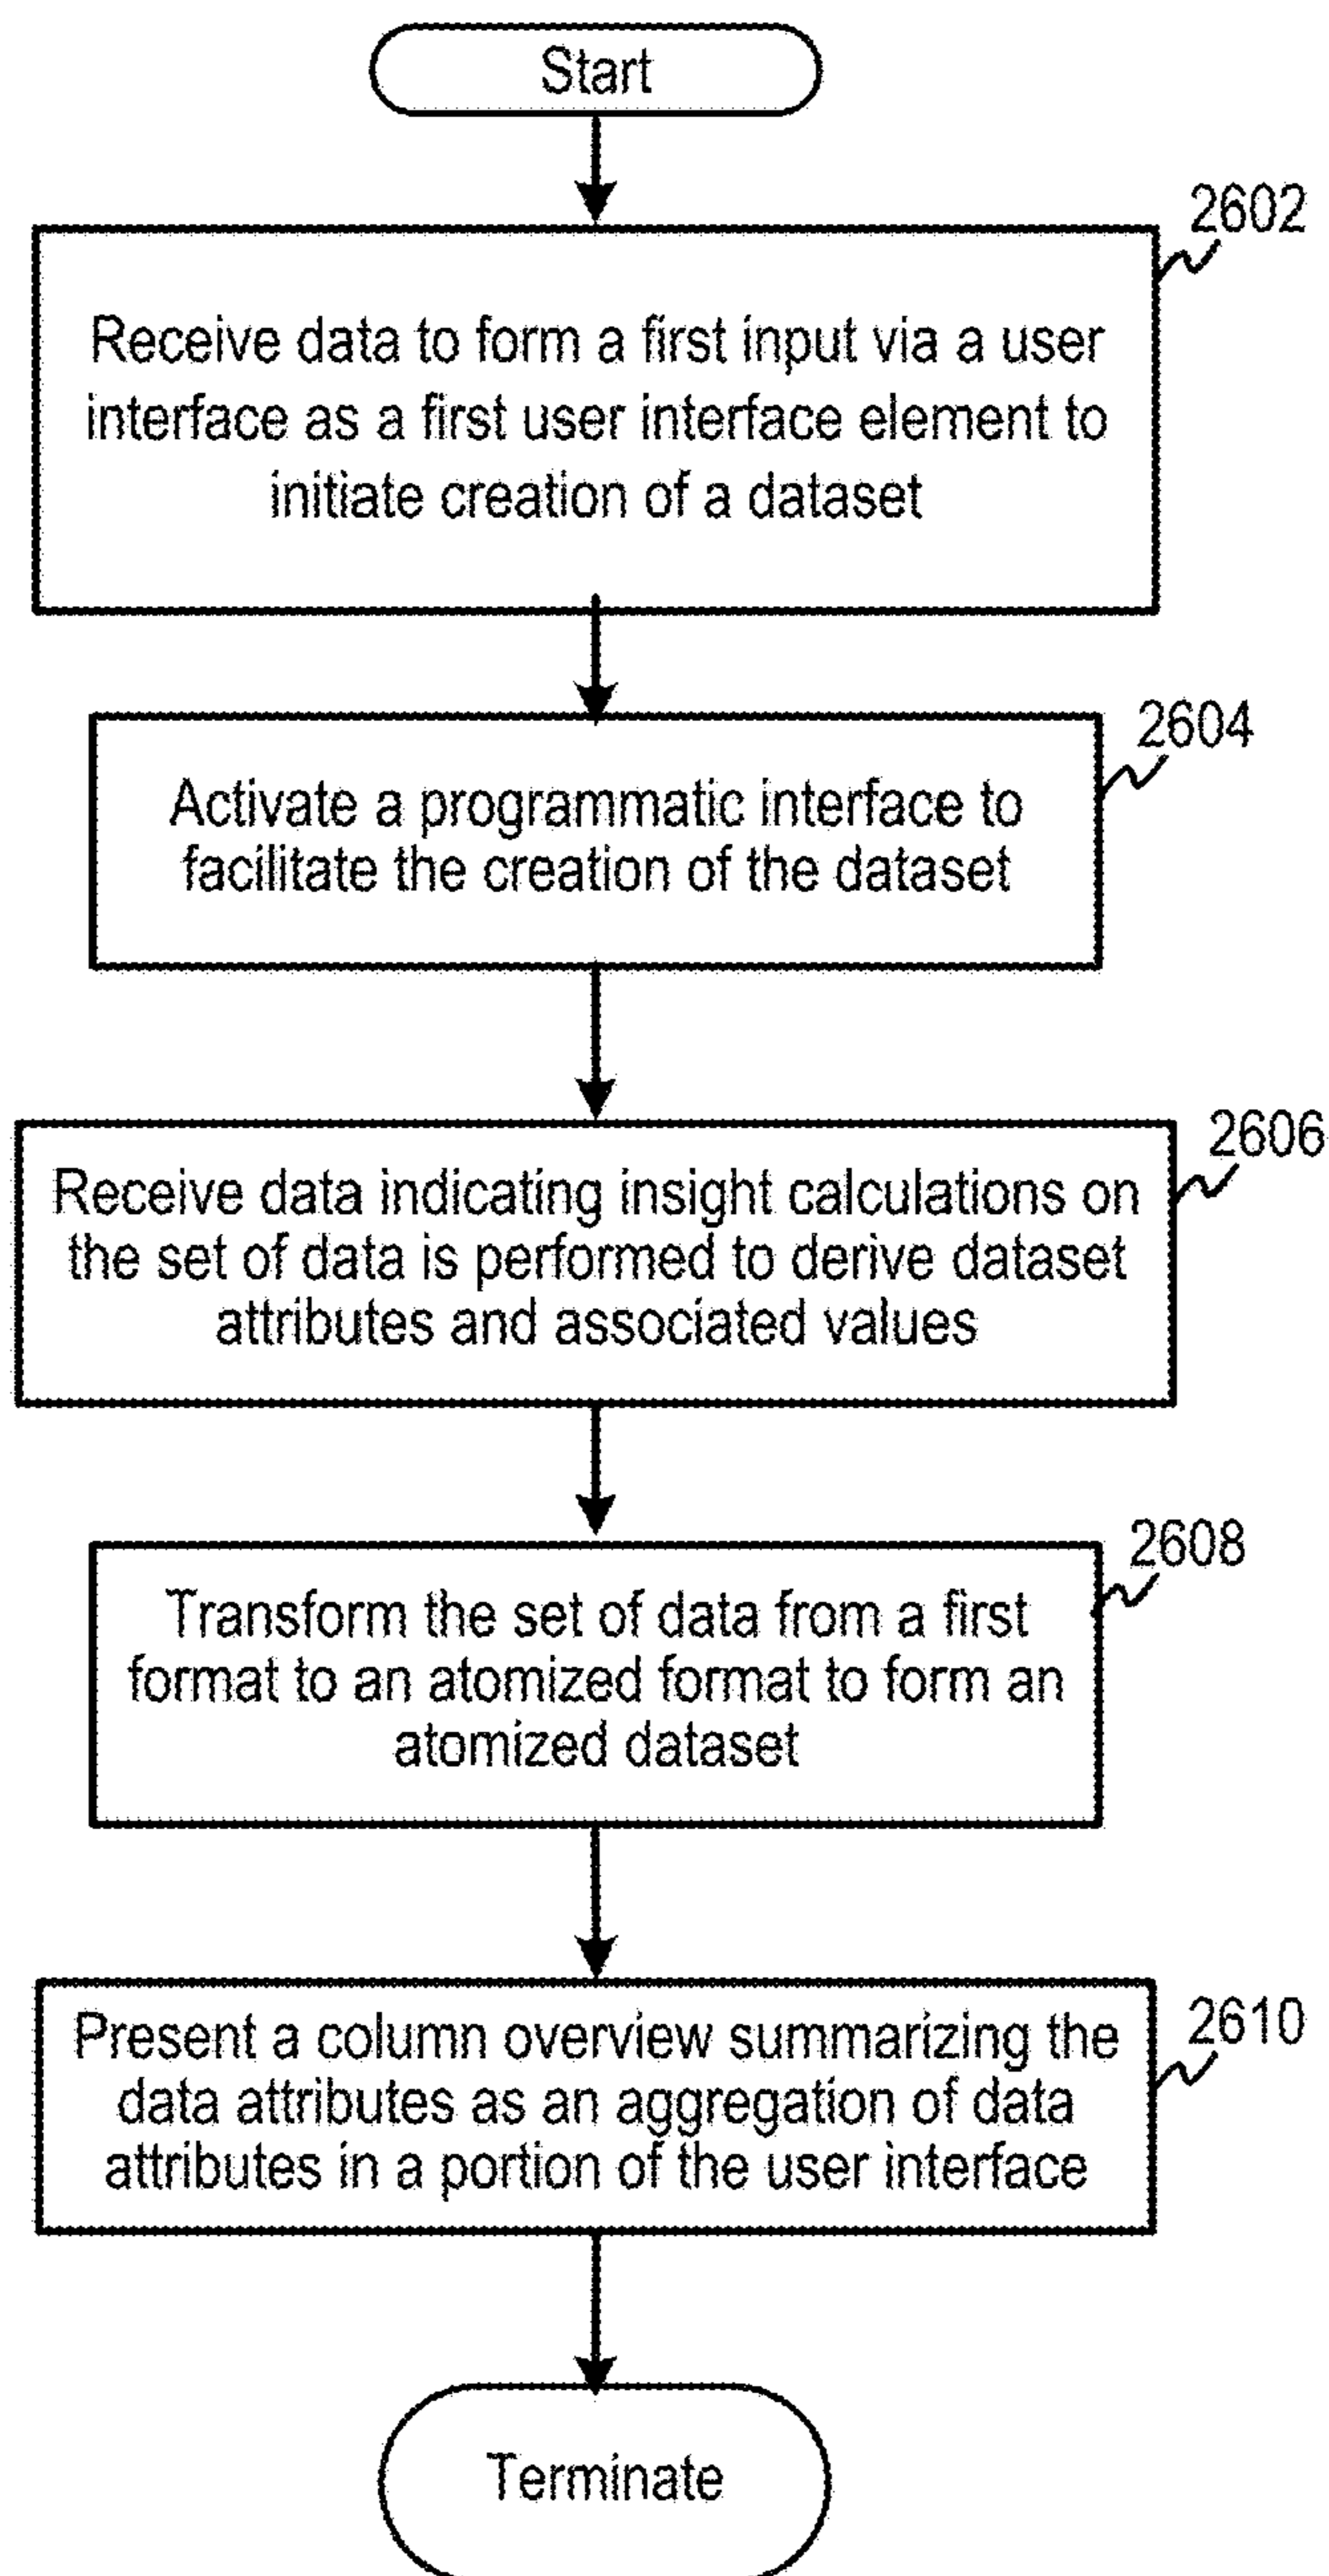 Start
2602
Receive data to form a first input via a user
interface as a first user interface element to
initiate creation of a dataset
2604
Activate a programmatic interface to
facilitate the creation of the dataset
2606
Receive data indicating insight calculations on
the set of data is performed to derive dataset
attributes and associated values
2608
Transform the set of data from a first
format to an atomized format to form an
atomized dataset
2610
Present a column overview summarizing the
data attributes as an aggregation of data
attributes in a portion of the user interface
Terminate